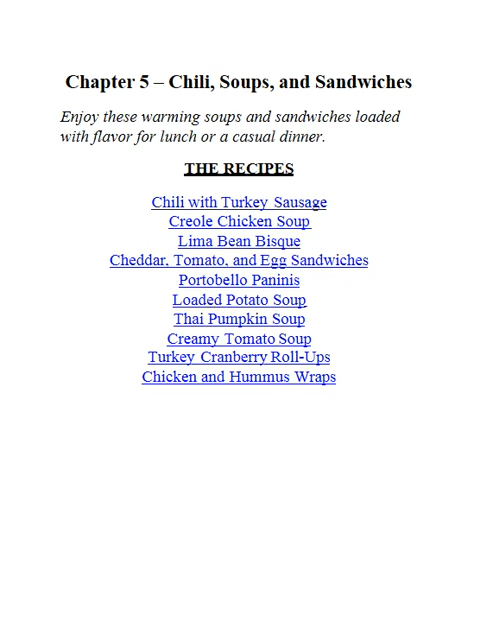 Chapter 5 – Chili, Soups, and Sandwiches
Enjoy these warming soups and sandwiches loaded
with flavor for lunch or a casual dinner.
THE RECIPES
Chili with Turkey Sausage
Creole Chicken Soup
Lima Bean Bisque
Cheddar, Tomato, and Egg Sandwiches
Portobello Paninis
Loaded Potato Soup
Thai Pumpkin Soup
Creamy Tomato Soup
Turkey Cranberry Roll-Ups
Chicken and Hummus Wraps